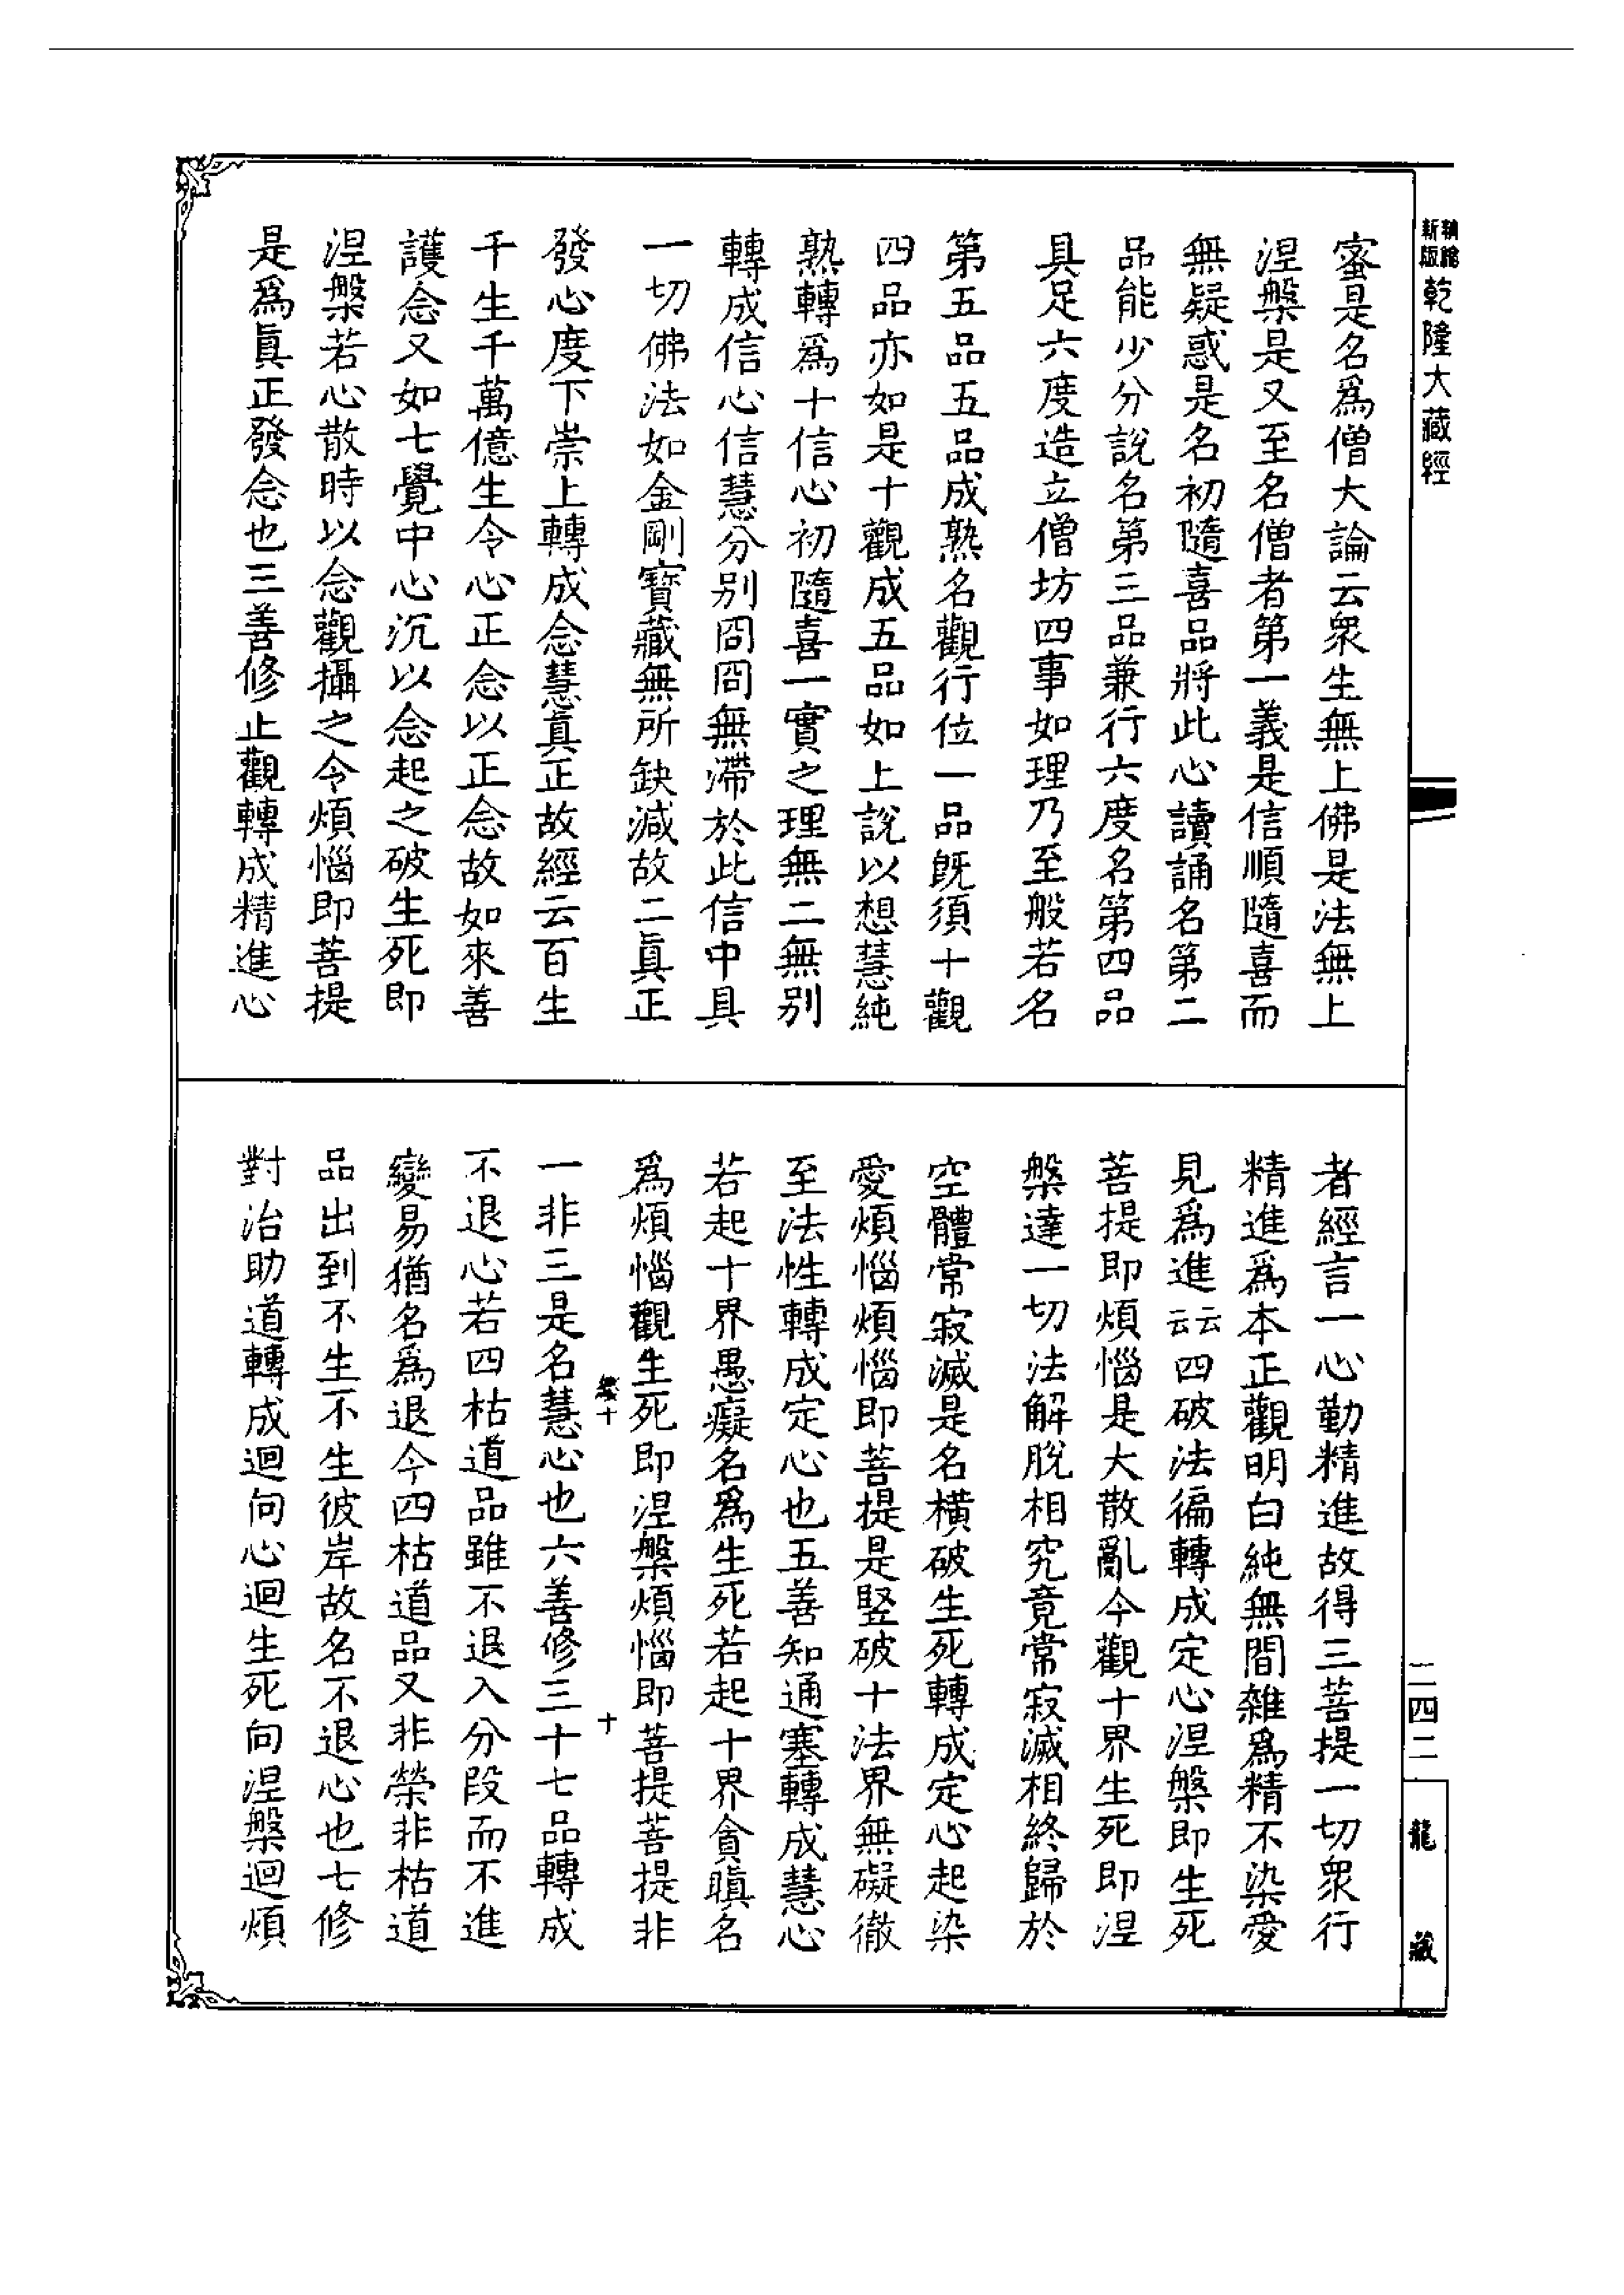 乾隆大藏經
新版
蜜是名爲僧大論云衆生無上佛是法無上
涅槃是又至名僧者第一義是信順隨喜而
無疑惑是名初隨喜品將此心讀誦名第二
品能少分說名第三品兼行六度名第四品
具足六度造立僧坊四事如理乃至般若名
第五品五品成熟名觀行位一品旣須十觀
四品亦如是十觀成五品如上說以想慧純
熟轉爲十信心初隨喜一實之理無二無別
轉成信心信慧分別冏冏無滯於此信中具
一切佛法如金剛寶藏無所缺減故二眞正
發心度下崇上轉成念慧真正故經云百生
千生千萬億生令心正念以正念故如來善
護念又如七覺中心沉以念起之破生死即
涅槃若心散時以念觀攝之令煩惱即菩提
是爲眞正發念也三善修止觀轉成精進心
者經言一心勤精進故得三菩提一切衆行
精進爲本正觀明白純無間雜爲精不染愛
見爲進云云四破法徧轉成定心涅槃即生死
菩提即煩惱是大散亂今觀十界生死即涅
槃達一切法解脫相究竟常寂滅相終歸於
空體常寂滅是名橫破生死轉成定心起染
愛煩惱煩惱即菩提是竪破十法界無礙徹
至法性轉成定心也五善知通塞轉成慧心
若起十界愚癡名爲生死若起十界貪瞋名
爲煩惱觀生死即涅槃煩惱即菩提菩提非
卷十
十
一非三是名慧心也六善修三十七品轉成
不退心若四枯道品雖不退入分段而不進
變易猶名爲退今四枯道品又非榮非枯道
品出到不生不生彼岸故名不退心也七修
對治助道轉成迴向心迴生死向涅槃迴煩
二四二
龍藏